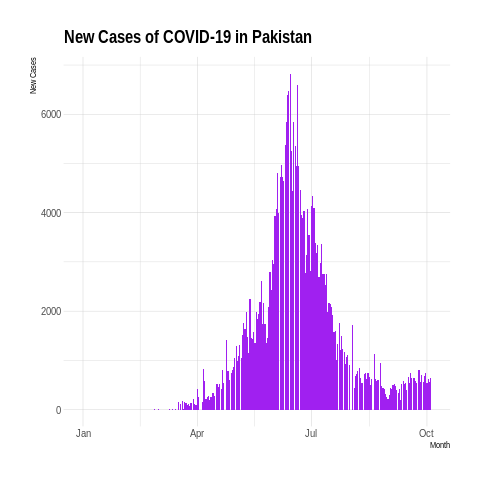 New Cases of COVID-19 in Pakistan
New Cases
6000
4000
2000
0
Jan Apr Jul Oct
Month